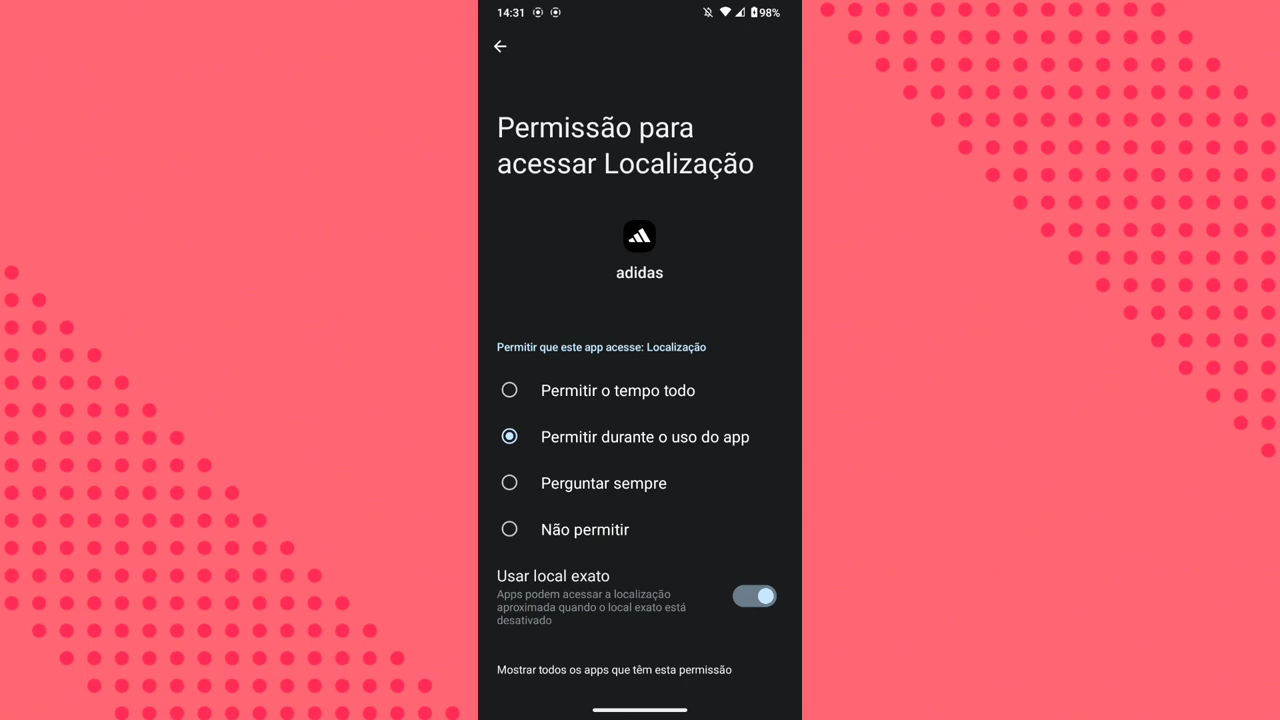 14:31 98%
Permissão para
acessar Localização
adidas
Permitir que este app acesse: Localização
Permitir o tempo todo
Permitir durante o uso do app
Perguntar sempre
Não permitir
Usar local exato
Apps podem acessar a localização
aproximada quando o local exato está
desativado
Mostrar todos os apps que têm esta permissão